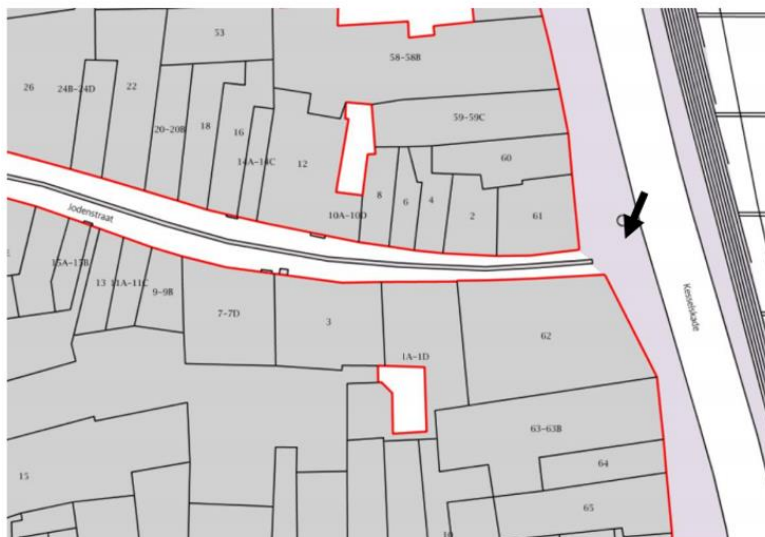 53
58-58B
26
24B-24D
22
59-59C
20-20B
18
16
60
14A-14C
12
8
6
4
2
61
10A-10D
Jodenstraat
15A-15B
13
11A-11C
9-9B
7-7D
3
Kesselskade
62
1A-1D
63-63B
64
15
65